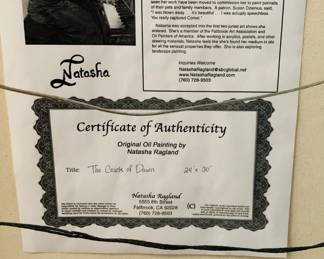 seen her work have been moved to commission her to paint portraits
of their pets and family members. A patron, Susan
"I was blown away . . . it's beautiful . . . I was actually speechless.
You really captured Comet."
Natasha was accepted into the first two juried art shows she
entered. She's a member of the Fallbrook Art Association and
Oil Painters of America. After working in acrylics, pastels, and other
drawing materials, Natasha feels like she's found her medium in oils
for all the sensual properties they offer. She is also exploring
landscape painting.
Inquiries Welcome
NatashaRagland@sbcglobal.net
www.NatashaRagland.com
(760) 728-9503
Natasha
Certificate of Authenticity
Original Oil Painting by
Natasha Ragland
Title: The Crack of Dawn 24 x 30
Natasha Ragland
5555 8th Street
Fallbrook, CA 92028
(760) 728-9503
(C)